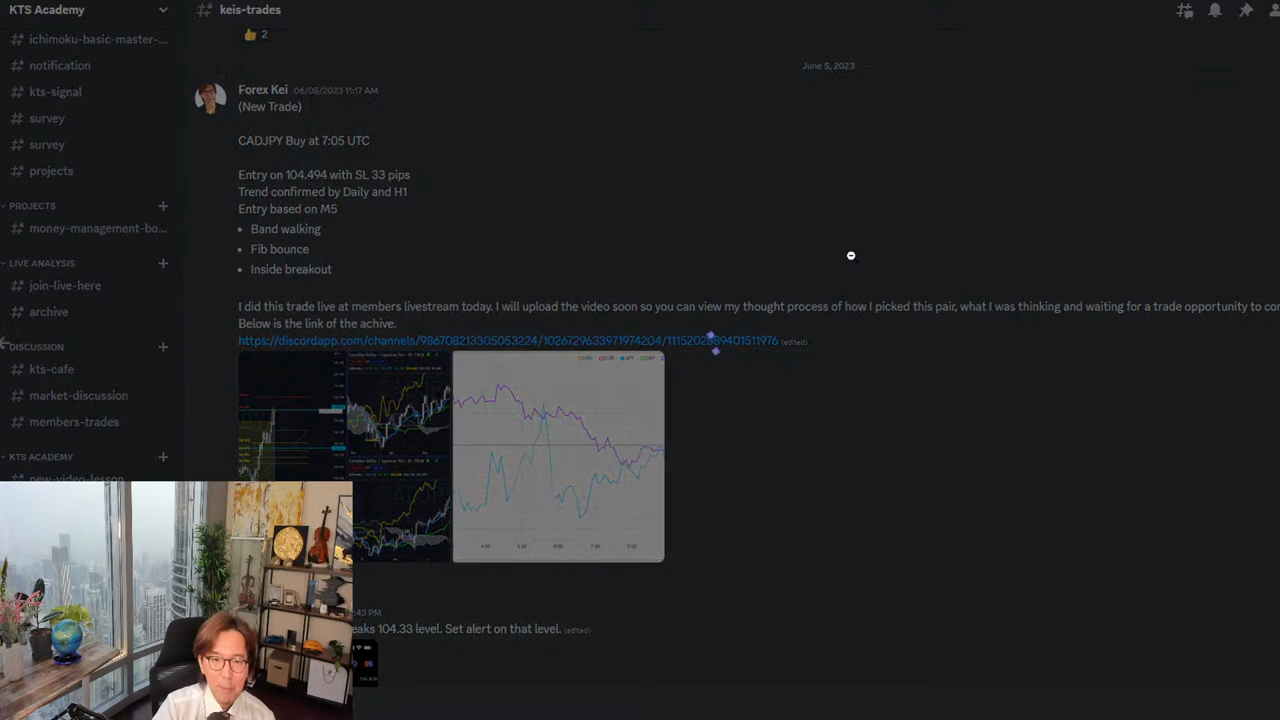 KTS Academy
keis-trades
ichimoku-basic-master-...
notification
kts-signal
survey
survey
projects
PROJECTS
money-management-bo...
LIVE ANALYSIS
join-live-here
archive
DISCUSSION
kts-cafe
market-discussion
members-trades
KTS ACADEMY
new-video-lesson
2
June 5, 2023
Forex Kei 06/05/2023 11:17 AM
(New Trade)
CADJPY Buy at 7:05 UTC
Entry on 104.494 with SL 33 pips
Trend confirmed by Daily and H1
Entry based on M5
• Band walking
• Fib bounce
• Inside breakout
I did this trade live at members livestream today. I will upload the video soon so you can view my thought process of how I picked this pair, what I was thinking and waiting for a trade opportunity to
Below is the link of the achive.
https://discordapp.com/channels/986708213305053224/1026729633971974204/1115202889401511976 (edited)
:43 PM
eaks 104.33 level. Set alert on that level. (edited)